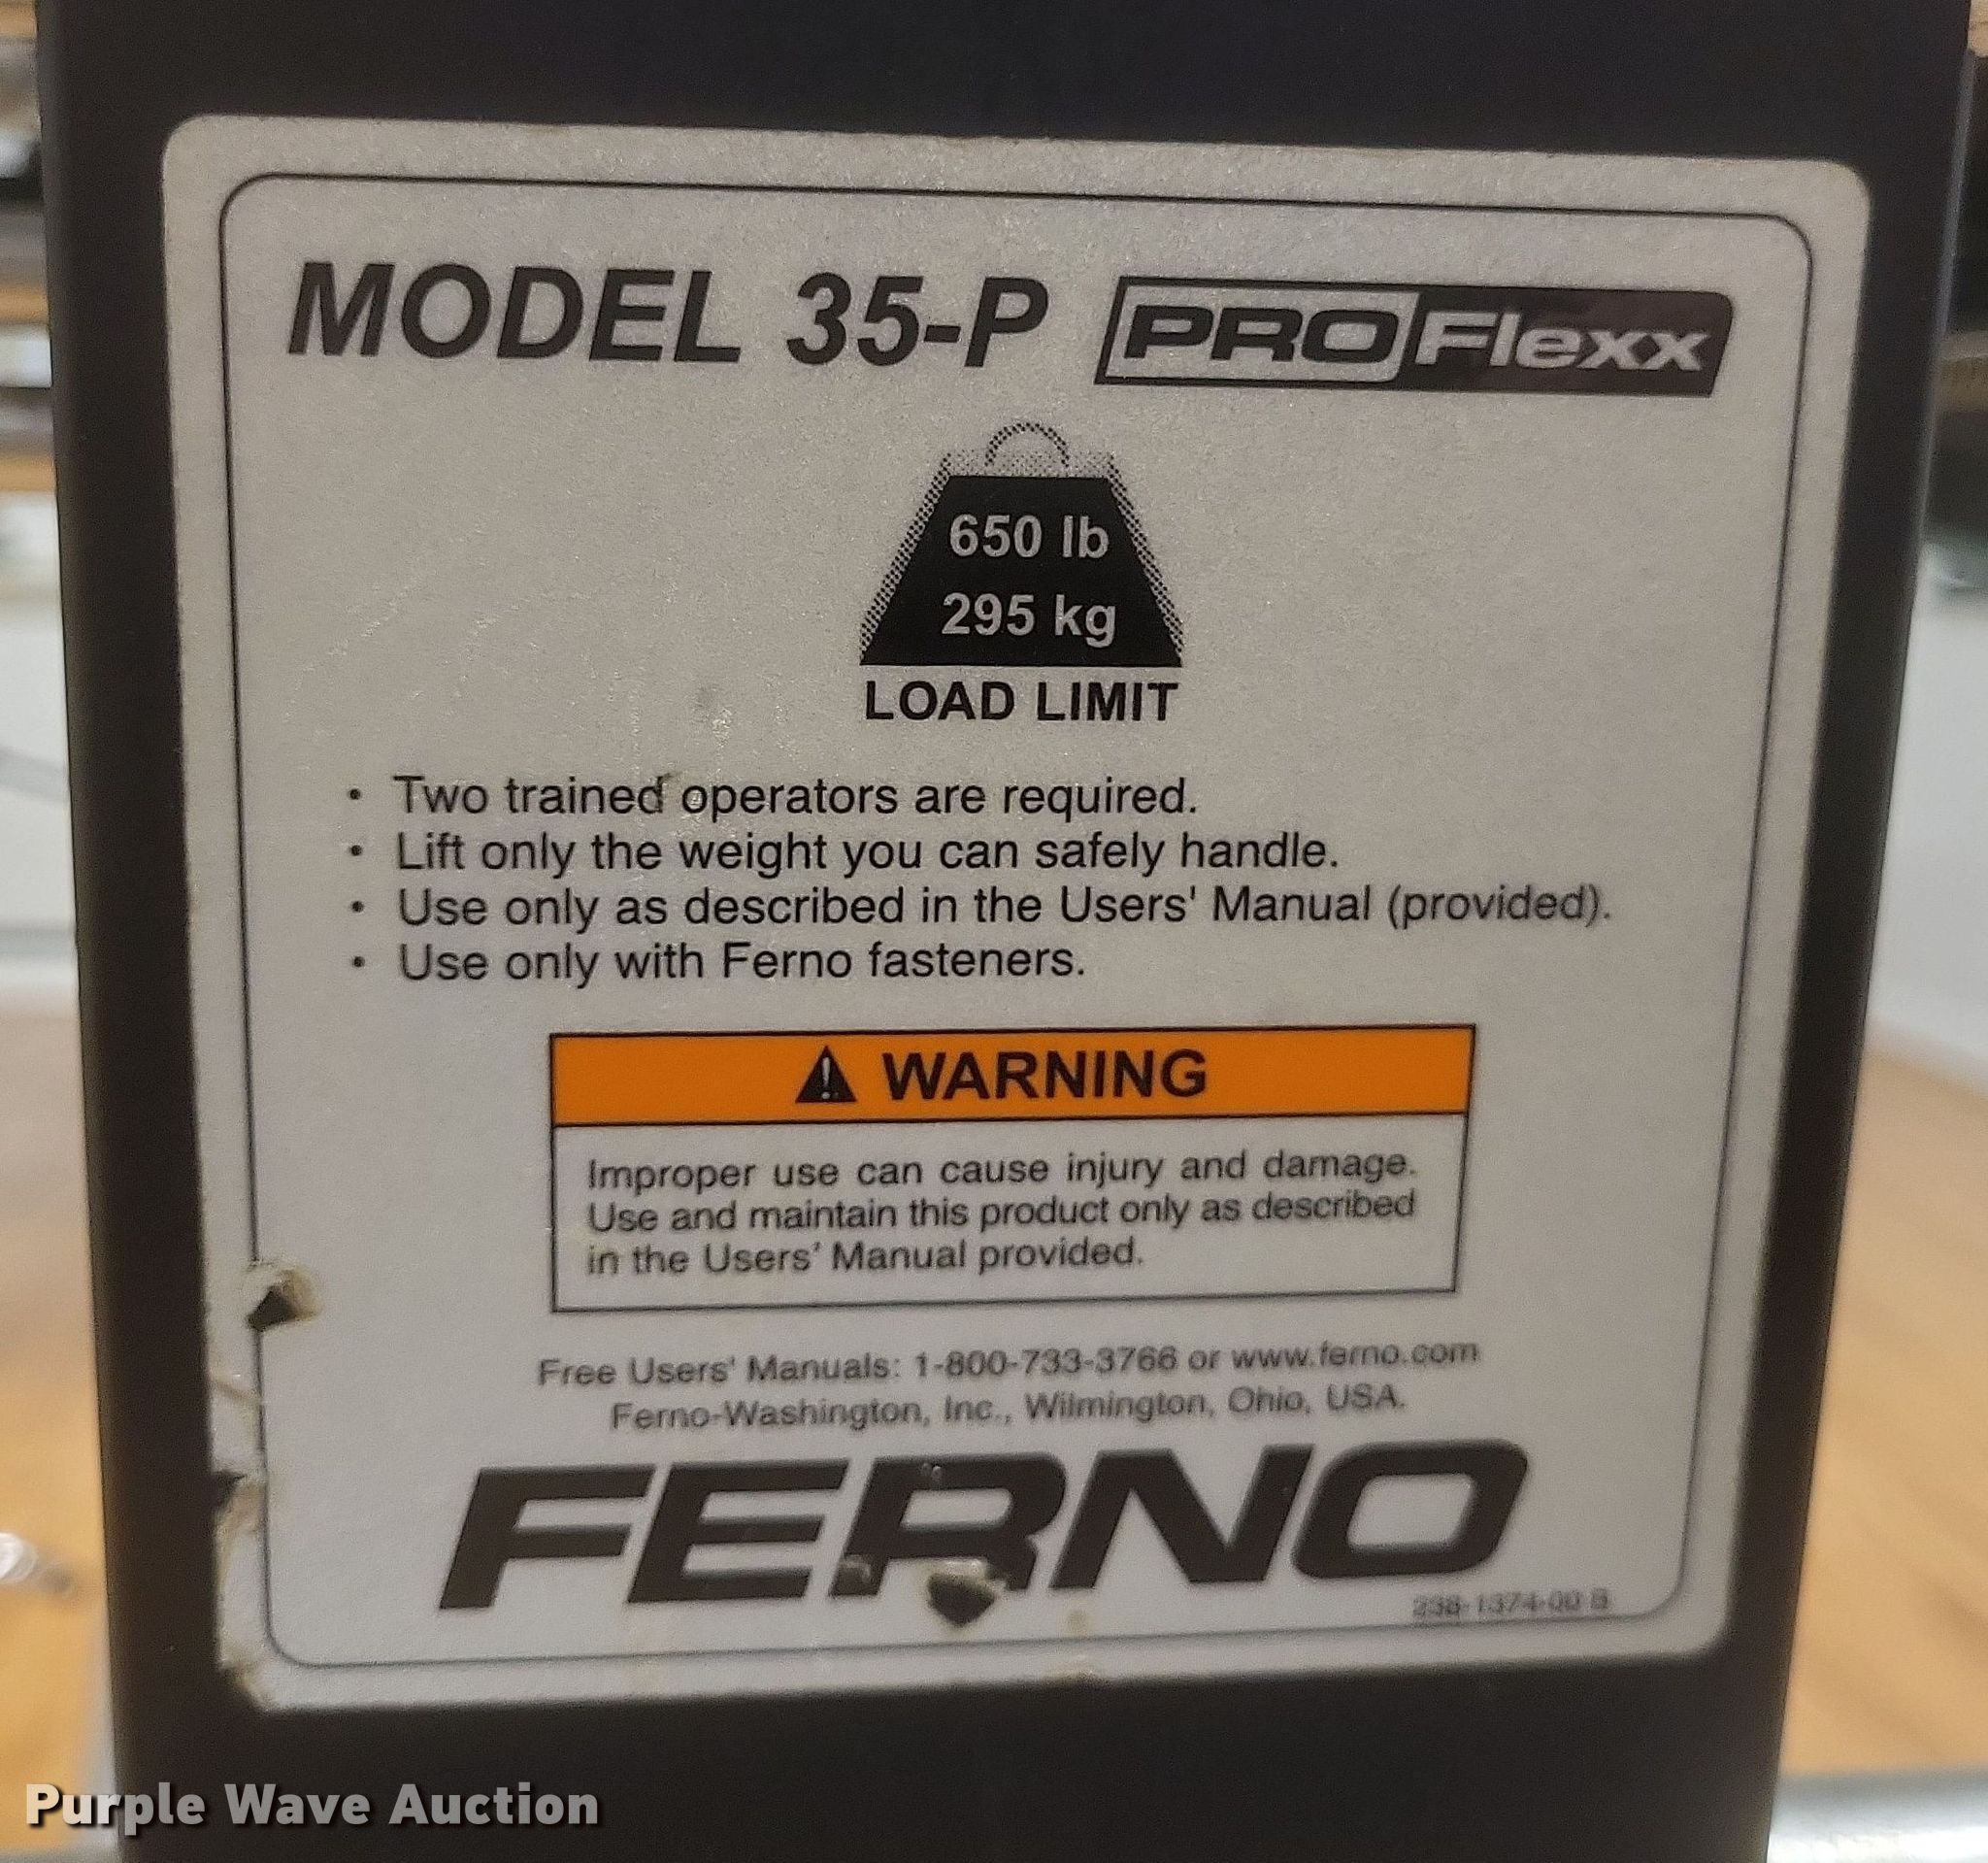 MODEL 35-P PROFlexx
650 lb
295 kg
LOAD LIMIT
• Two trained operators are required.
• Lift only the weight you can safely handle.
• Use only as described in the Users' Manual (provided).
• Use only with Ferno fasteners.
⚠ WARNING
Improper use can cause injury and damage.
Use and maintain this product only as described
in the Users' Manual provided.
Free Users' Manuals: 1-800-733-3766 or www.ferno.com
Ferno-Washington, Inc., Wilmington, Ohio, USA.
FERNO
238-1374-00 B
Purple Wave Auction